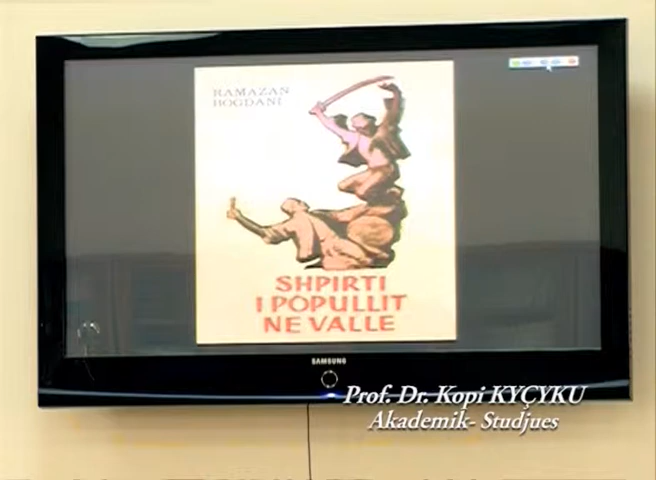 RAMAZAN
BOGDANI
SHPIRTI
I POPULLIT
NE VALLE
SAMSUNG
Prof. Dr. Kopi KYÇYKU
Akademik- Studjues